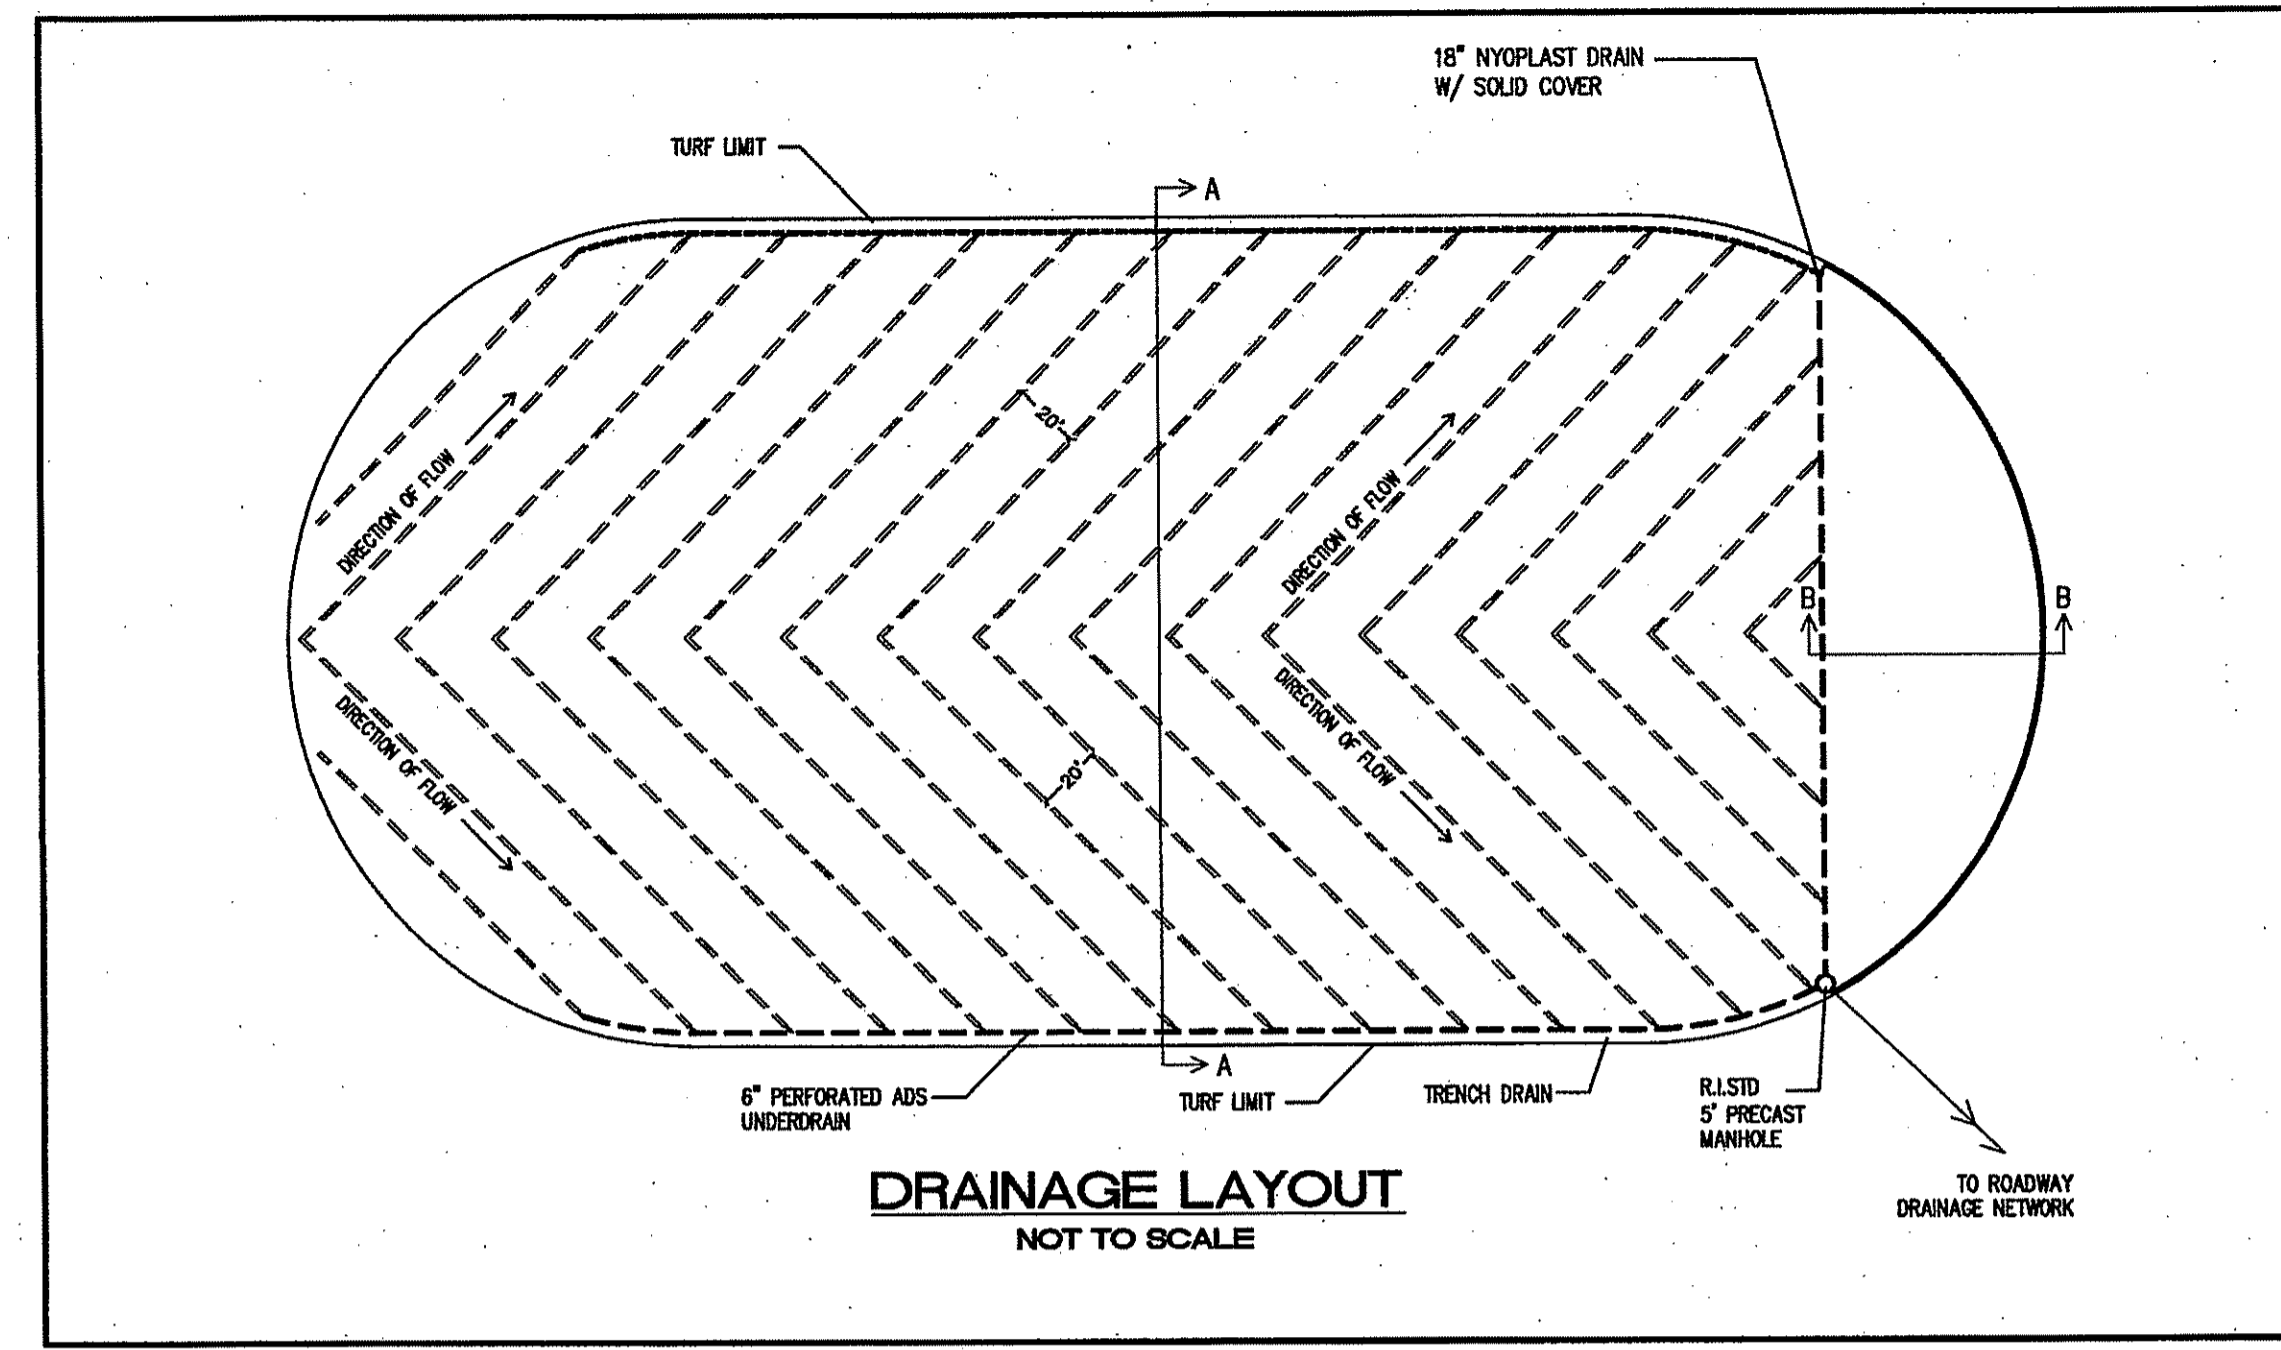 18" NYOPLAST DRAIN
W/ SOLID COVER
TURF LIMIT
A
20'
DIRECTION OF FLOW
DIRECTION OF FLOW
B
B
DIRECTION OF FLOW
DIRECTION OF FLOW
20'
A
6" PERFORATED ADS
UNDERDRAIN
TURF LIMIT
TRENCH DRAIN
R.I.STD
5' PRECAST
MANHOLE
TO ROADWAY
DRAINAGE NETWORK
DRAINAGE LAYOUT
NOT TO SCALE